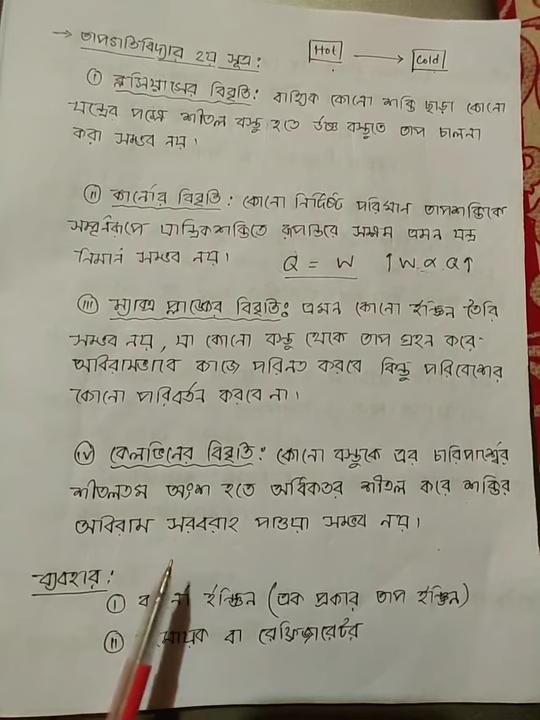 → তাপগতিবিদ্যার ২য় সূত্র: Hot → Cold
(i) ক্লসিয়াসের বিবৃতি: বাহ্যিক কোনো শক্তি ছাড়া কোনো
যন্ত্রের পক্ষে শীতল বস্তু হতে উষ্ণ বস্তুতে তাপ চালনা
করা সম্ভব নয়।
(ii) কার্নোর বিবৃতি: কোনো নির্দিষ্ট পরিমান তাপশক্তিকে
সম্পূর্নরূপে যান্ত্রিকশক্তিতে রূপান্তরে সক্ষম এমন যন্ত্র
নিমার্ন সম্ভব নয়। Q = W ↑W α Q↑
(iii) ম্যাক্স প্লাঙ্কের বিবৃতি: এমন কোনো ইঞ্জিন তৈরি
সম্ভব নয়, যা কোনো বস্তু থেকে তাপ গ্রহন করে
অবিরামভাবে কাজে পরিনত করবে কিন্তু পরিবেশের
কোনো পরিবর্তন করবে না।
(iv) কেলভিনের বিবৃতি: কোনো বস্তুকে এর চারিপার্শ্বের
শীতলতম অংশ হতে অধিকতর শীতল করে শক্তির
অবিরাম সরবরাহ পাওয়া সম্ভব নয়।
ব্যবহার:
(i) ইঞ্জিন (এক প্রকার তাপ ইঞ্জিন)
(ii) বা রেফ্রিজারেটর